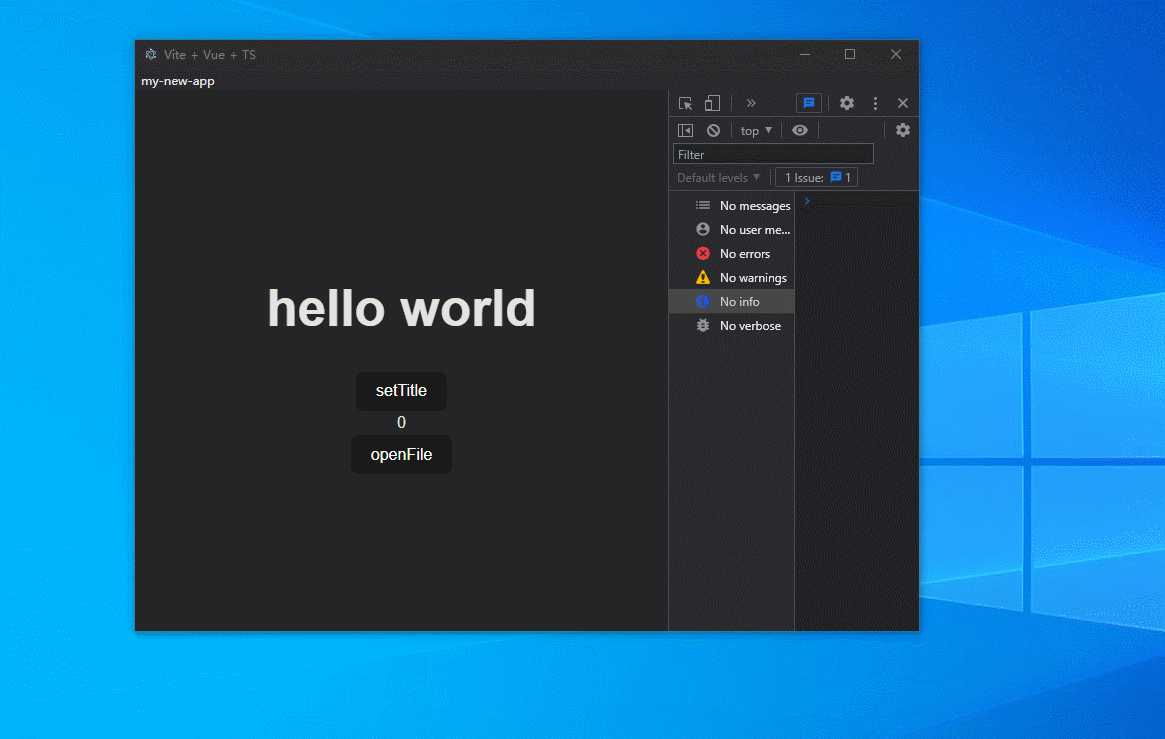 Vite + Vue + TS
my-new-app
top
Filter
Default levels
1 Issue: 1
No messages
No user me...
No errors
No warnings
No info
No verbose
hello world
setTitle
0
openFile